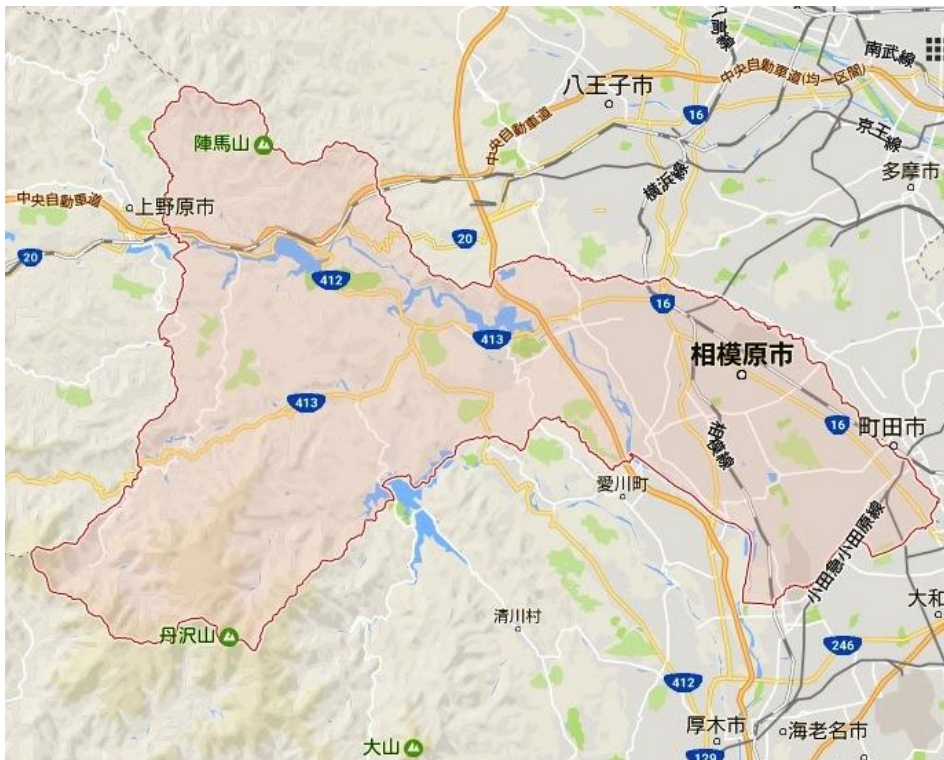 八高線
南武線
中央自動車道(均一区間)
八王子市
16
京王線
陣馬山
中央自動車道
横浜線
多摩市
中央自動車道
上野原市
20
20
412
16
413
相模原市
413
16
町田市
相模線
愛川町
小田急小田原線
大和
清川村
丹沢山
246
412
厚木市
海老名市
大山
129